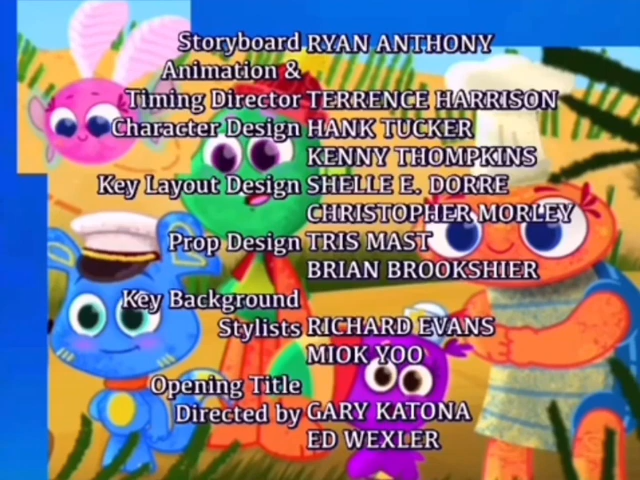 Storyboard RYAN ANTHONY
Animation &
Timing Director TERRENCE HARRISON
Character Design HANK TUCKER
KENNY THOMPKINS
Key Layout Design SHELLE E. DORRE
CHRISTOPHER MORLEY
Prop Design TRIS MAST
BRIAN BROOKSHIER
Key Background
Stylists RICHARD EVANS
MIOK YOO
Opening Title
Directed by GARY KATONA
ED WEXLER